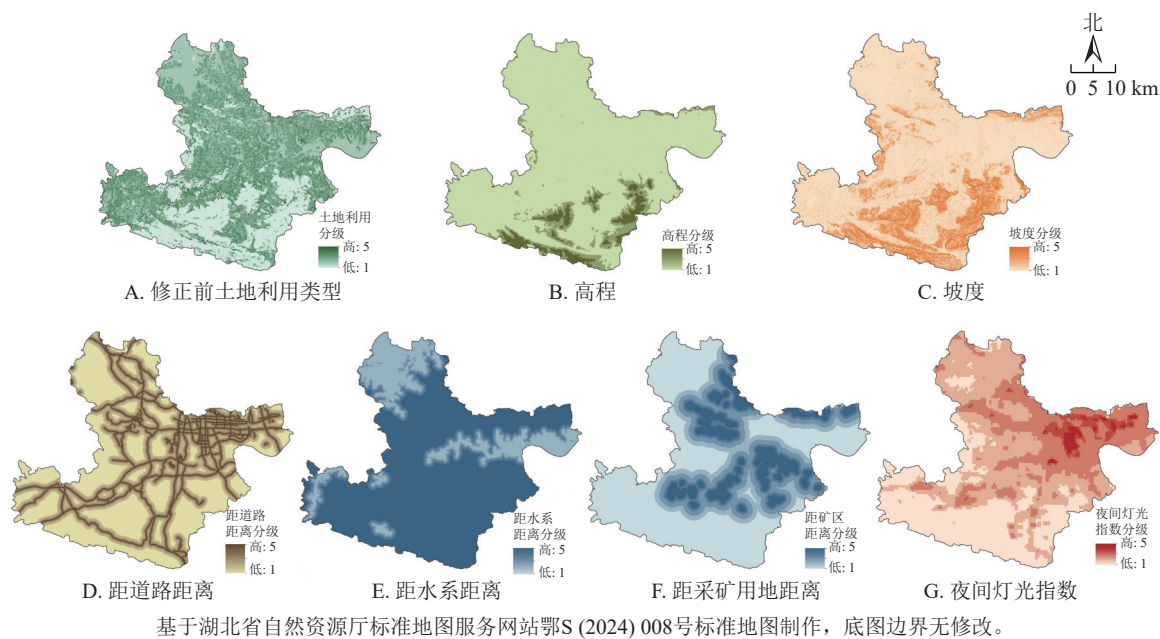 北
0 5 10 km
土地利用
分级
高: 5
低: 1
高程分级
高: 5
低: 1
坡度分级
高: 5
低: 1
A. 修正前土地利用类型
B. 高程
C. 坡度
距道路
距离分级
高: 5
低: 1
距水系
距离分级
高: 5
低: 1
距矿区
距离分级
高: 5
低: 1
夜间灯光
指数分级
高: 5
低: 1
D. 距道路距离
E. 距水系距离
F. 距采矿用地距离
G. 夜间灯光指数
基于湖北省自然资源厅标准地图服务网站鄂S (2024) 008号标准地图制作，底图边界无修改。